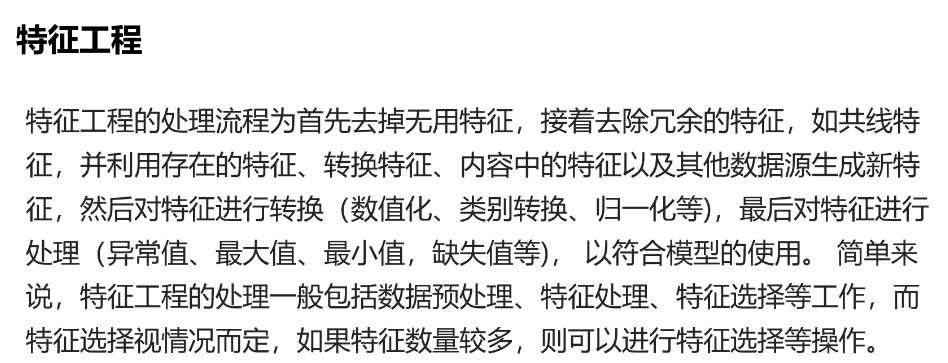 特征工程
特征工程的处理流程为首先去掉无用特征，接着去除冗余的特征，如共线特
征，并利用存在的特征、转换特征、内容中的特征以及其他数据源生成新特
征，然后对特征进行转换（数值化、类别转换、归一化等)，最后对特征进行
处理（异常值、最大值、最小值，缺失值等)， 以符合模型的使用。 简单来
说，特征工程的处理一般包括数据预处理、特征处理、特征选择等工作，而
特征选择视情况而定，如果特征数量较多，则可以进行特征选择等操作。